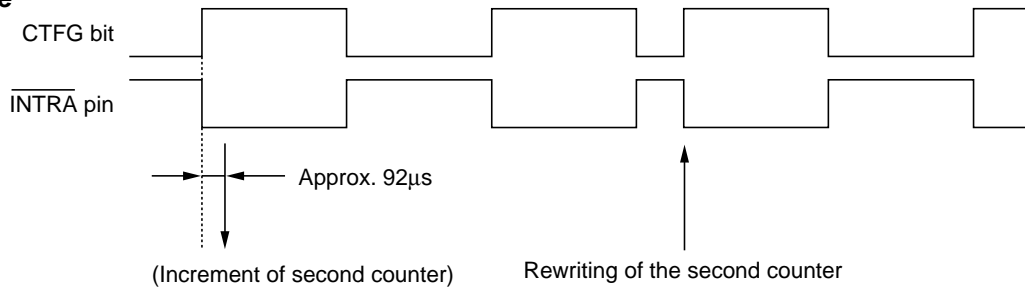 e
CTFG bit
INTRA pin
Approx. 92μs
(Increment of second counter)
Rewriting of the second counter